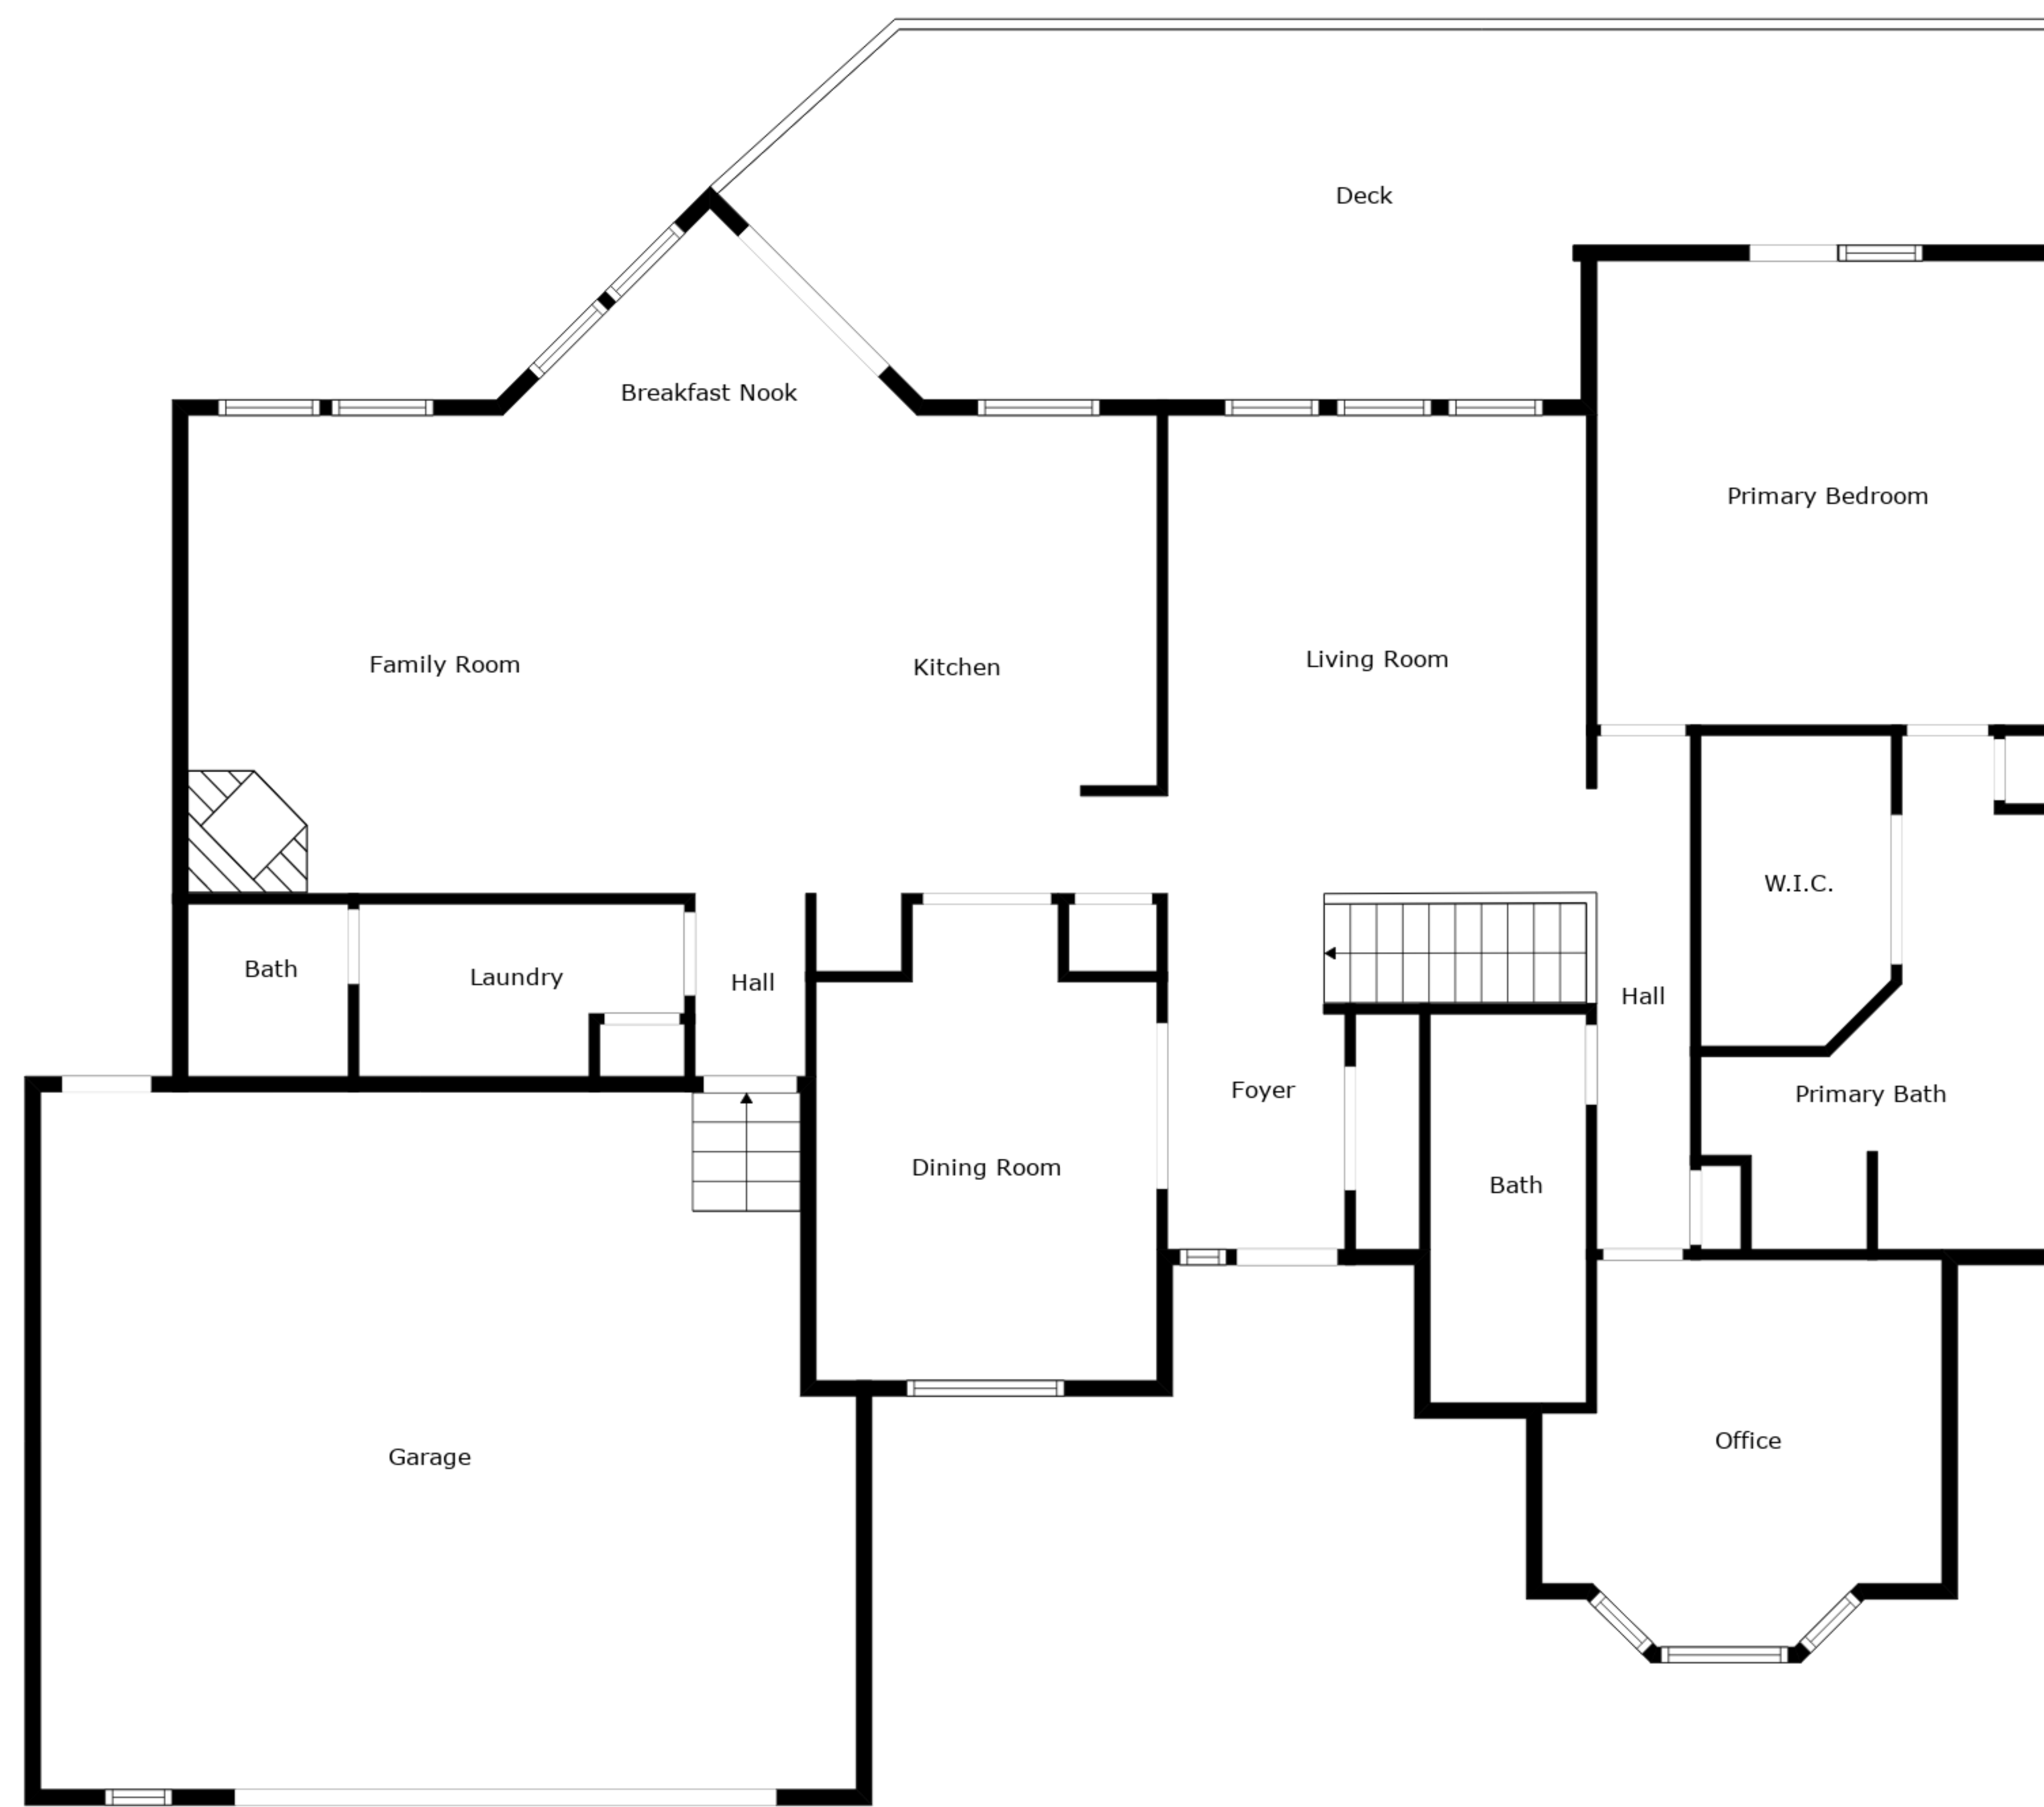 Deck
Breakfast Nook
Primary Bedroom
Family Room
Kitchen
Living Room
W.I.C.
Bath
Laundry
Hall
Hall
Foyer
Primary Bath
Dining Room
Bath
Office
Garage